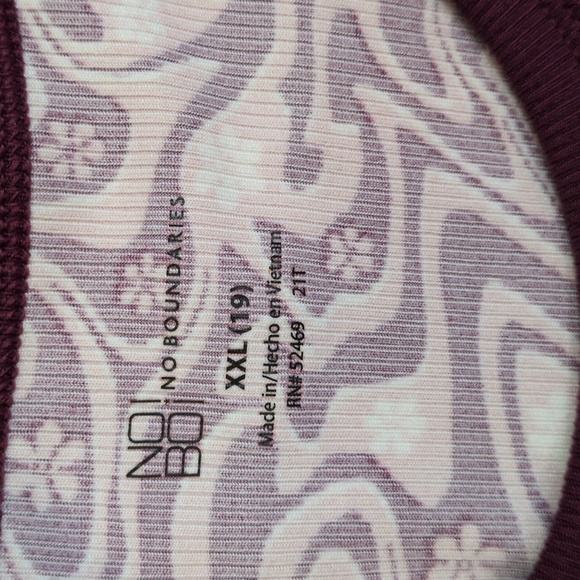 NO
BO
NO BOUNDARIES
XXL (19)
Made in/Hecho en Vietnam
RN# 52469 21T